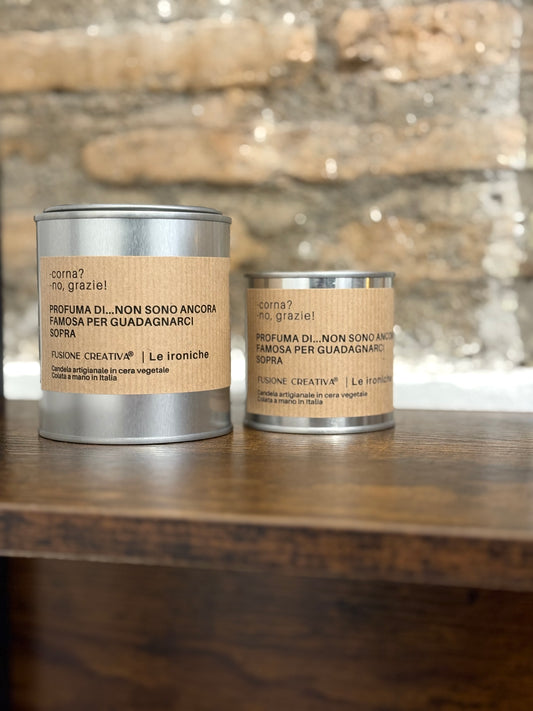 -corna?
-no, grazie!
PROFUMA DI...NON SONO ANCORA
FAMOSA PER GUADAGNARCI
SOPRA
FUSIONE CREATIVA® | Le ironiche
Candela artigianale in cera vegetale
Colata a mano in Italia
-corna?
-no, grazie!
PROFUMA DI...NON SONO ANCOR
FAMOSA PER GUADAGNARCI
SOPRA
FUSIONE CREATIVA® | Le ironiche
Candela artigianale in cera vegetale
Colata a mano in Italia